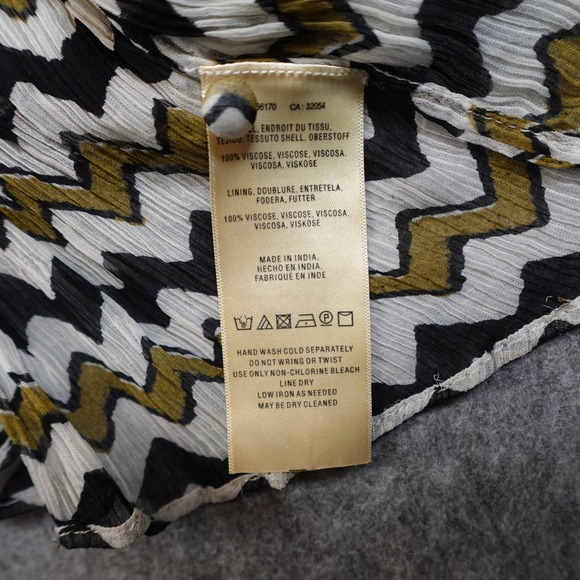 56170 CA: 32054
ENDROIT DU TISSU,
TESSUTO SHELL, OBERSTOFF
100% VISCOSE, VISCOSE, VISCOSA,
VISCOSA, VISKOSE
LINING, DOUBLURE, ENTRETELA,
FODERA, FUTTER
100% VISCOSE, VISCOSE, VISCOSA,
VISCOSA, VISKOSE
MADE IN INDIA,
HECHO EN INDIA,
FABRIQUÉ EN INDE
HAND WASH COLD SEPARATELY
DO NOT WRING OR TWIST
USE ONLY NON-CHLORINE BLEACH
LINE DRY
LOW IRON AS NEEDED
MAY BE DRY CLEANED